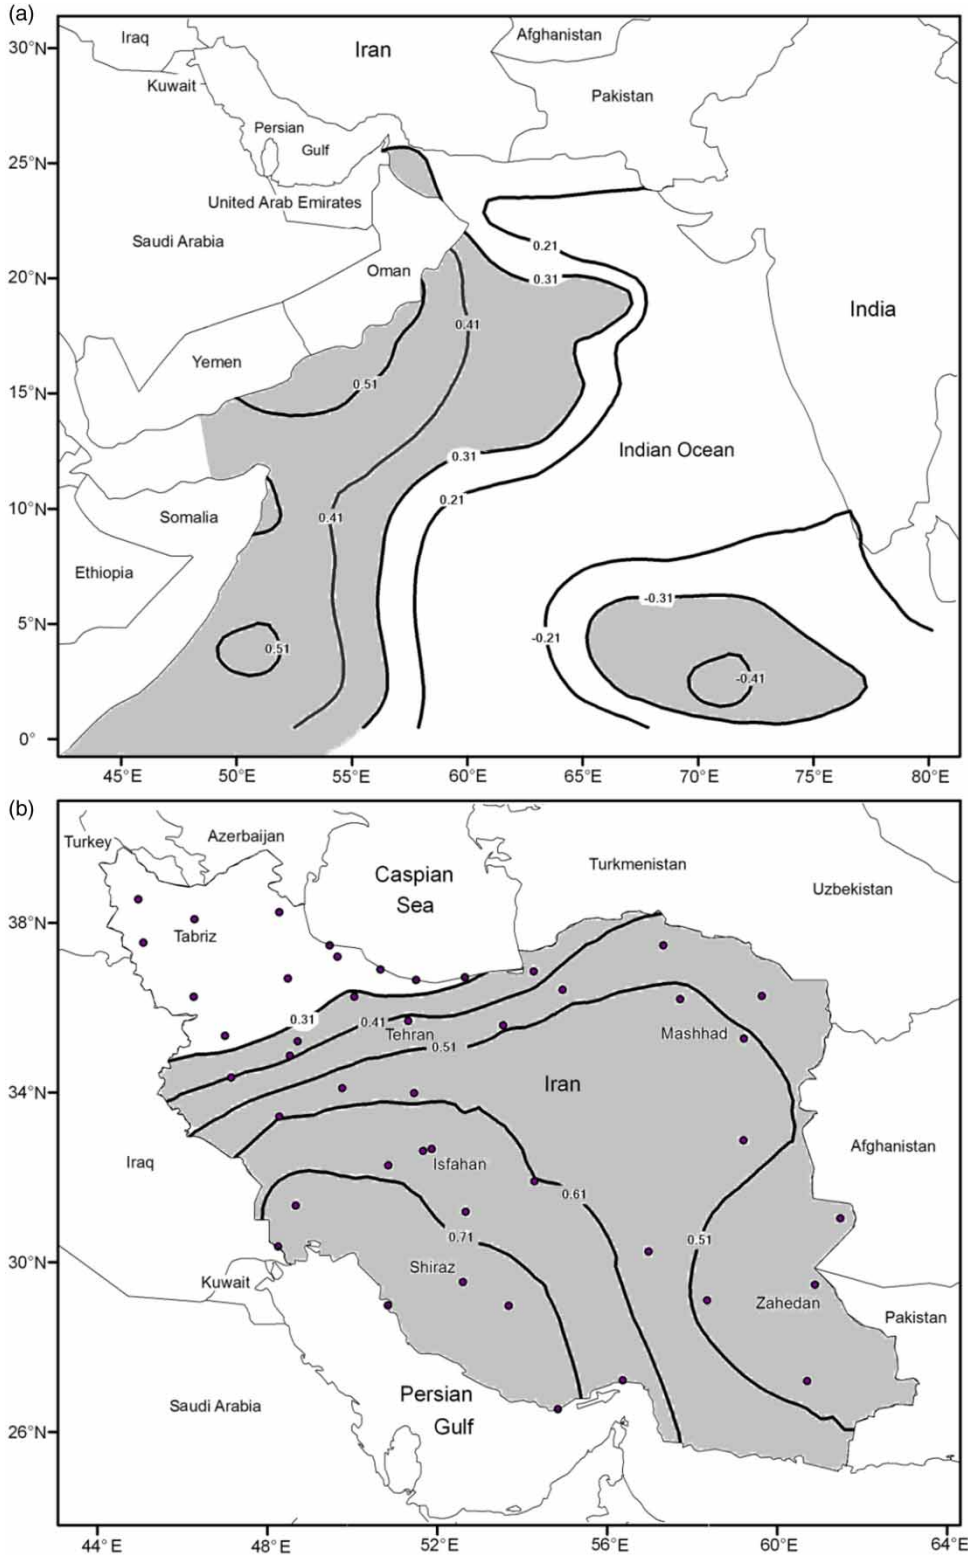 (a)
30°N
Iraq
Iran
Afghanistan
Kuwait
Pakistan
Persian
Gulf
25°N
United Arab Emirates
Saudi Arabia
0.21
Oman
20°N
0.31
0.41
India
Yemen
15°N
0.51
Indian Ocean
0.31
0.21
10°N
Somalia
0.41
Ethiopia
-0.31
5°N
0.51
-0.21
-0.41
0°
45°E 50°E 55°E 60°E 65°E 70°E 75°E 80°E
(b)
Turkey
Azerbaijan
Caspian
Sea
Turkmenistan
Uzbekistan
38°N
Tabriz
0.31
0.41
Tehran
0.51
Mashhad
34°N
Iran
Iraq
Isfahan
Afghanistan
0.61
0.71
0.51
30°N
Shiraz
Kuwait
Zahedan
Pakistan
Persian
Gulf
Saudi Arabia
26°N
44°E 48°E 52°E 56°E 60°E 64°E